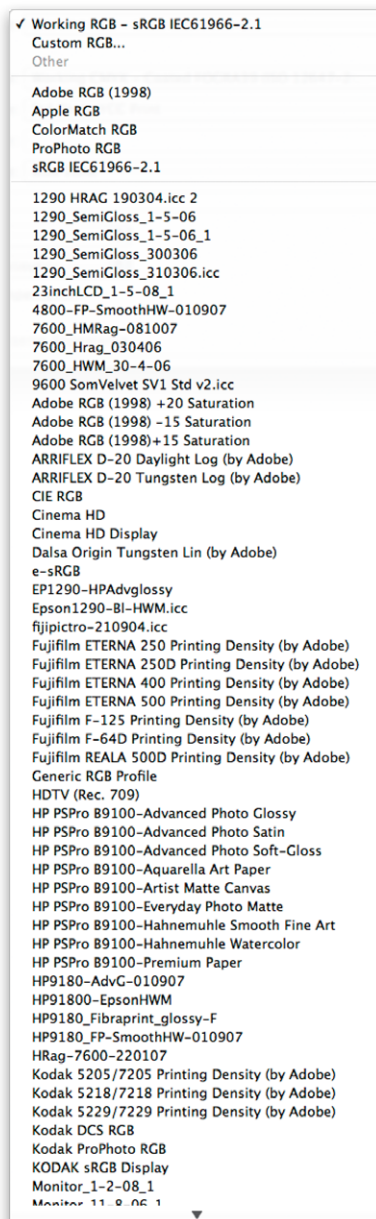 ✓ Working RGB - sRGB IEC61966-2.1
Custom RGB...
Other
Adobe RGB (1998)
Apple RGB
ColorMatch RGB
ProPhoto RGB
sRGB IEC61966-2.1
1290 HRAG 190304.icc 2
1290_SemiGloss_1-5-06
1290_SemiGloss_1-5-06_1
1290_SemiGloss_300306
1290_SemiGloss_310306.icc
23inchLCD_1-5-08_1
4800-FP-SmoothHW-010907
7600_HMRag-081007
7600_Hrag_030406
7600_HWM_30-4-06
9600 SomVelvet SV1 Std v2.icc
Adobe RGB (1998) +20 Saturation
Adobe RGB (1998) -15 Saturation
Adobe RGB (1998)+15 Saturation
ARRIFLEX D-20 Daylight Log (by Adobe)
ARRIFLEX D-20 Tungsten Log (by Adobe)
CIE RGB
Cinema HD
Cinema HD Display
Dalsa Origin Tungsten Lin (by Adobe)
e-sRGB
EP1290-HPAdvglossy
Epson1290-BI-HWM.icc
fijipictro-210904.icc
Fujifilm ETERNA 250 Printing Density (by Adobe)
Fujifilm ETERNA 250D Printing Density (by Adobe)
Fujifilm ETERNA 400 Printing Density (by Adobe)
Fujifilm ETERNA 500 Printing Density (by Adobe)
Fujifilm F-125 Printing Density (by Adobe)
Fujifilm F-64D Printing Density (by Adobe)
Fujifilm REALA 500D Printing Density (by Adobe)
Generic RGB Profile
HDTV (Rec. 709)
HP PSPro B9100-Advanced Photo Glossy
HP PSPro B9100-Advanced Photo Satin
HP PSPro B9100-Advanced Photo Soft-Gloss
HP PSPro B9100-Aquarella Art Paper
HP PSPro B9100-Artist Matte Canvas
HP PSPro B9100-Everyday Photo Matte
HP PSPro B9100-Hahnemuhle Smooth Fine Art
HP PSPro B9100-Hahnemuhle Watercolor
HP PSPro B9100-Premium Paper
HP9180-AdvG-010907
HP91800-EpsonHWM
HP9180_Fibraprint_glossy-F
HP9180_FP-SmoothHW-010907
HRag-7600-220107
Kodak 5205/7205 Printing Density (by Adobe)
Kodak 5218/7218 Printing Density (by Adobe)
Kodak 5229/7229 Printing Density (by Adobe)
Kodak DCS RGB
Kodak ProPhoto RGB
KODAK sRGB Display
Monitor_1-2-08_1
Monitor_11-8-06_1